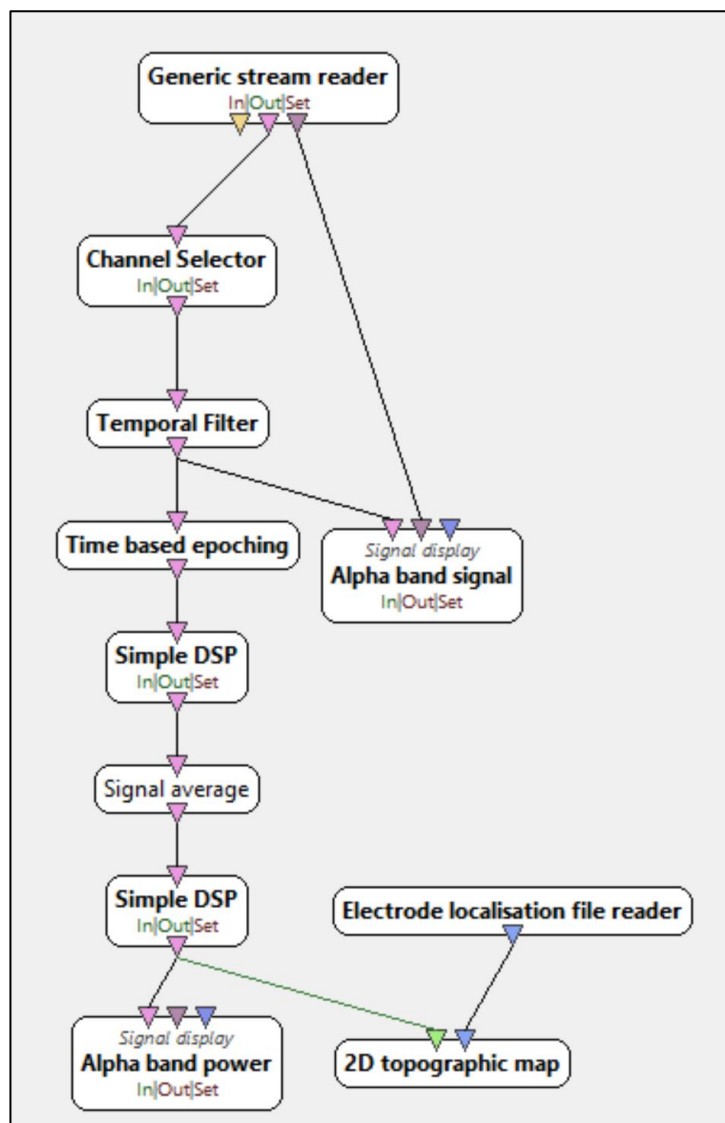 Generic stream reader
In|Out|Set
Channel Selector
In|Out|Set
Temporal Filter
Time based epoching
Signal display
Alpha band signal
In|Out|Set
Simple DSP
In|Out|Set
Signal average
Simple DSP
In|Out|Set
Electrode localisation file reader
Signal display
Alpha band power
In|Out|Set
2D topographic map